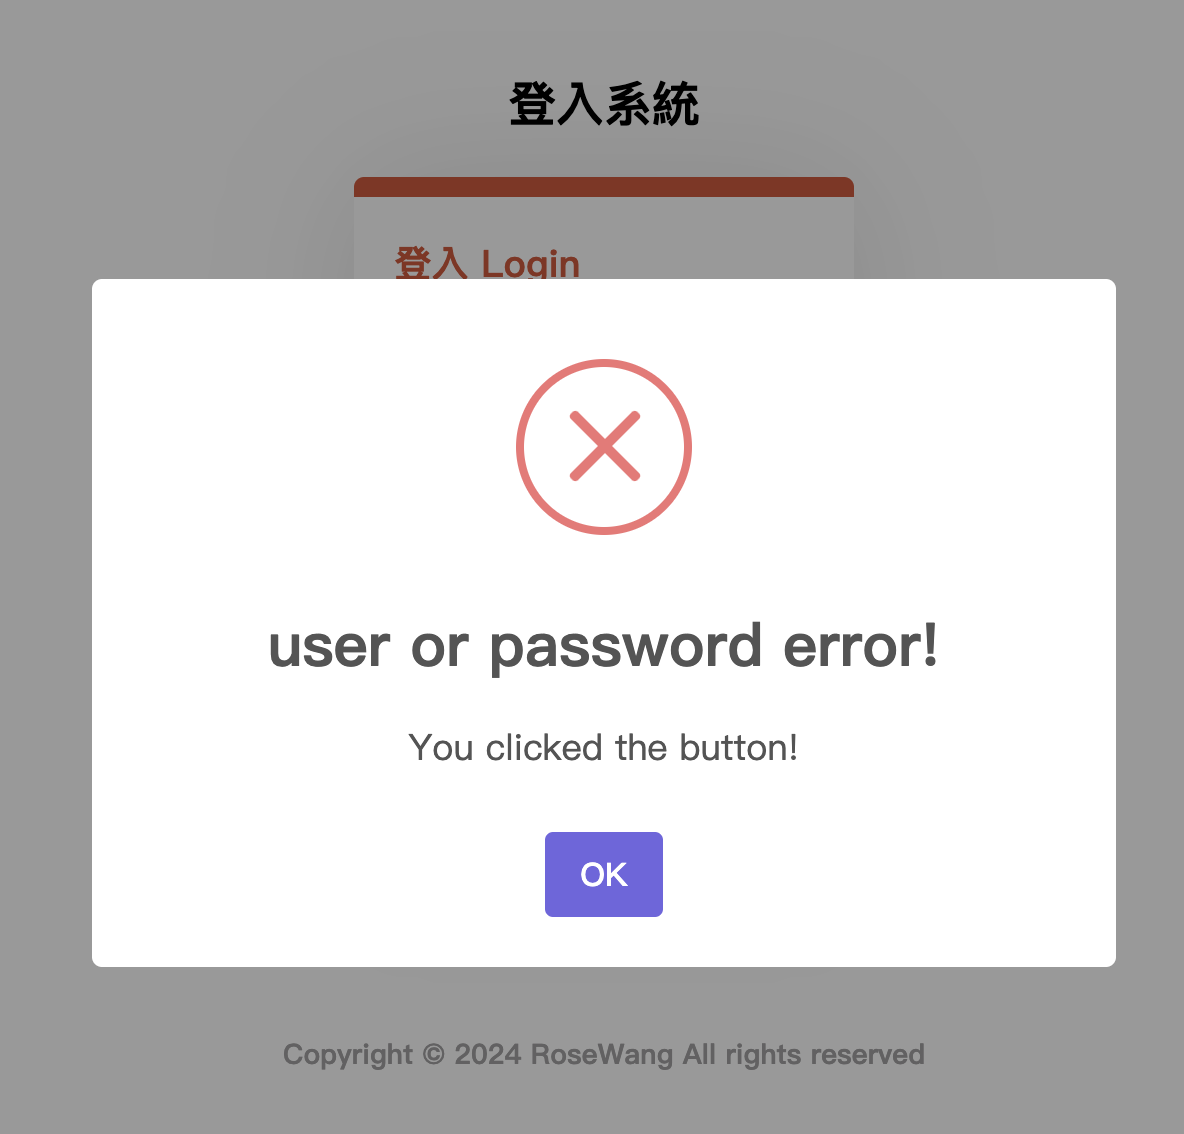 登入系統
登入 Login
user or password error!
You clicked the button!
OK
Copyright © 2024 RoseWang All rights reserved